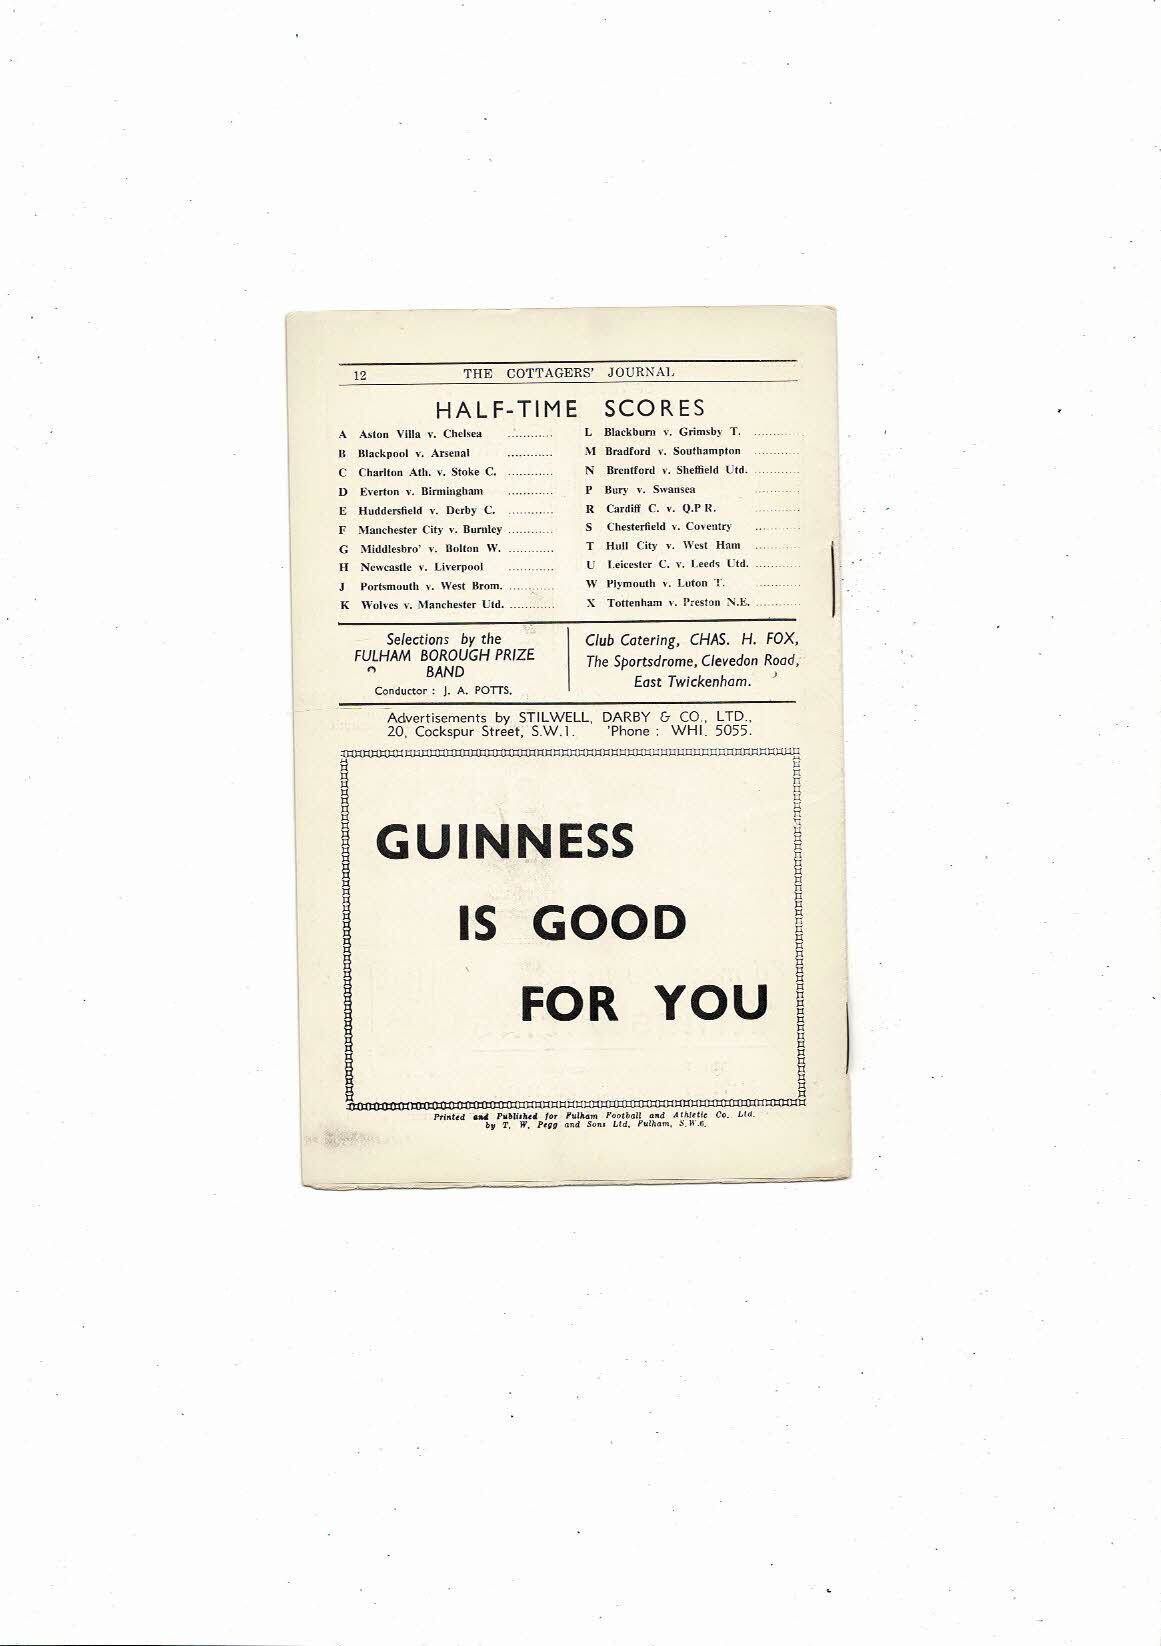 12 THE COTTAGERS' JOURNAL
HALF-TIME SCORES
A Aston Villa v. Chelsea ............
B Blackpool v. Arsenal ............
C Charlton Ath. v. Stoke C. ............
D Everton v. Birmingham ............
E Huddersfield v. Derby C. ............
F Manchester City v. Burnley ............
G Middlesbro' v. Bolton W. ............
H Newcastle v. Liverpool ............
J Portsmouth v. West Brom. ............
K Wolves v. Manchester Utd. ............
L Blackburn v. Grimsby T. ............
M Bradford v. Southampton ............
N Brentford v. Sheffield Utd. ............
P Bury v. Swansea ............
R Cardiff C. v. Q.P R. ............
S Chesterfield v. Coventry ............
T Hull City v. West Ham ............
U Leicester C. v. Leeds Utd. ............
W Plymouth v. Luton T. ............
X Tottenham v. Preston N.E. ............
Selections by the
FULHAM BOROUGH PRIZE
BAND
Conductor : J. A. POTTS.
Club Catering, CHAS. H. FOX,
The Sportsdrome, Clevedon Road,
East Twickenham.
Advertisements by STILWELL, DARBY & CO., LTD.,
20, Cockspur Street, S.W.1. 'Phone : WHI. 5055.
GUINNESS
IS GOOD
FOR YOU
Printed and Published for Fulham Football and Athletic Co. Ltd.
by T. W. Pegg and Sons Ltd, Fulham, S.W.6.